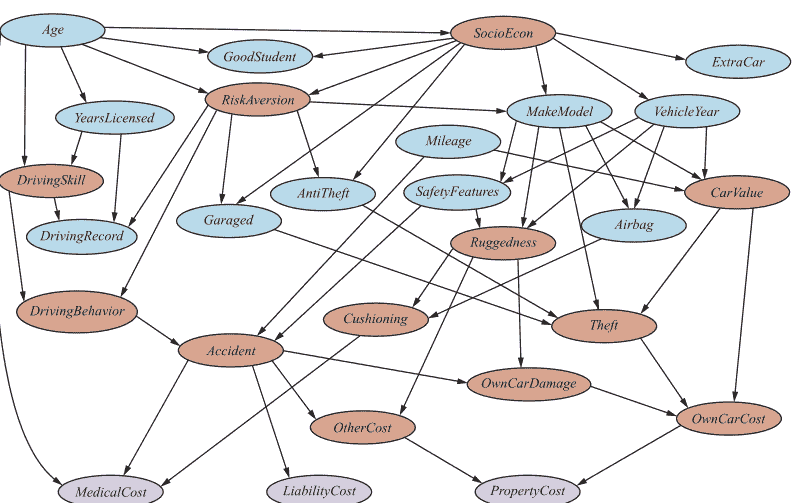 Age
SocioEcon
GoodStudent
ExtraCar
RiskAversion
YearsLicensed
MakeModel
VehicleYear
Mileage
DrivingSkill
AntiTheft
SafetyFeatures
CarValue
Garaged
Airbag
DrivingRecord
Ruggedness
DrivingBehavior
Cushioning
Theft
Accident
OwnCarDamage
OwnCarCost
OtherCost
MedicalCost
LiabilityCost
PropertyCost